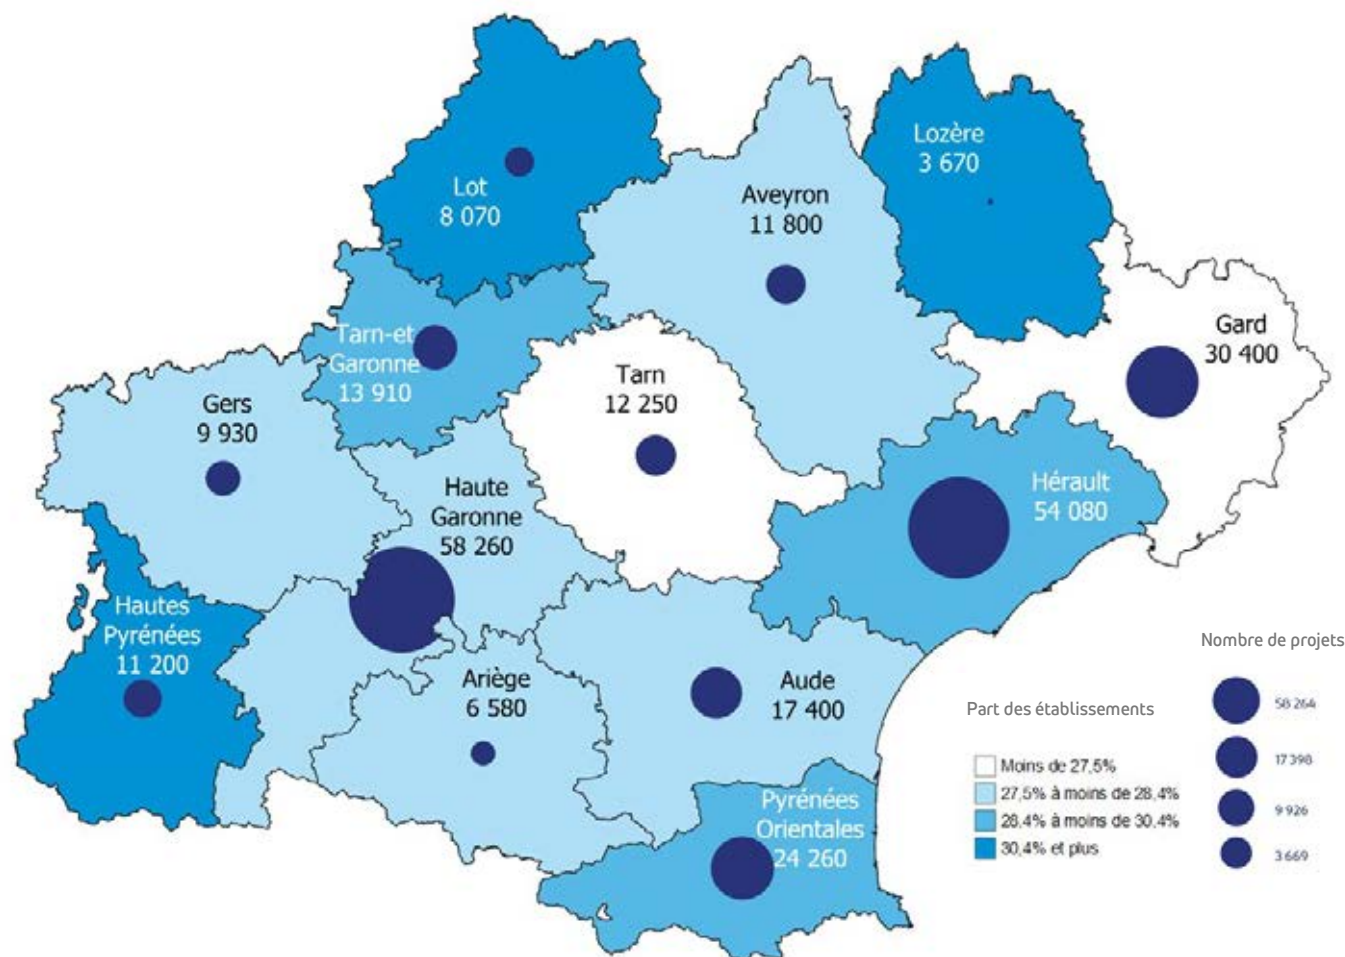 Lozère
3 670
Lot
8 070
Aveyron
11 800
Tarn-et
Garonne
13 910
Gard
30 400
Tarn
12 250
Gers
9 930
Haute
Garonne
58 260
Hérault
54 080
Hautes
Pyrénées
11 200
Ariège
6 580
Aude
17 400
Pyrénées
Orientales
24 260
Part des établissements
Moins de 27,5%
27,5% à moins de 28,4%
28,4% à moins de 30,4%
30,4% et plus
Nombre de projets
58 264
17 398
9 926
3 669